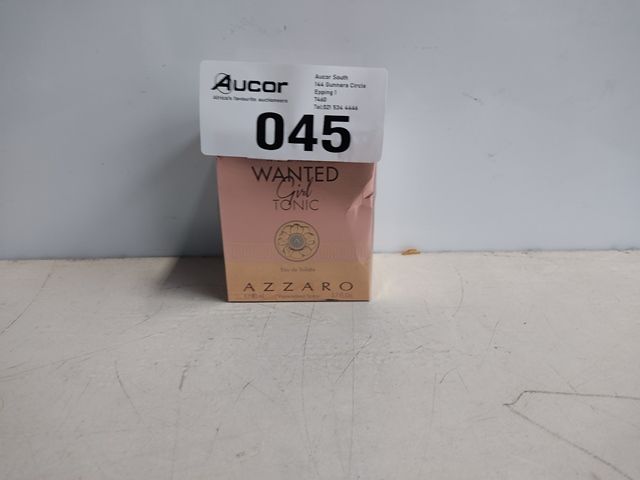 Aucor
Africa's favourite auctioneers
Aucor South
144 Gunners Circle
Epping 1
7460
Tel:021 534 4446
045
WANTED
Girl
TONIC
Eau de Toilette
AZZARO